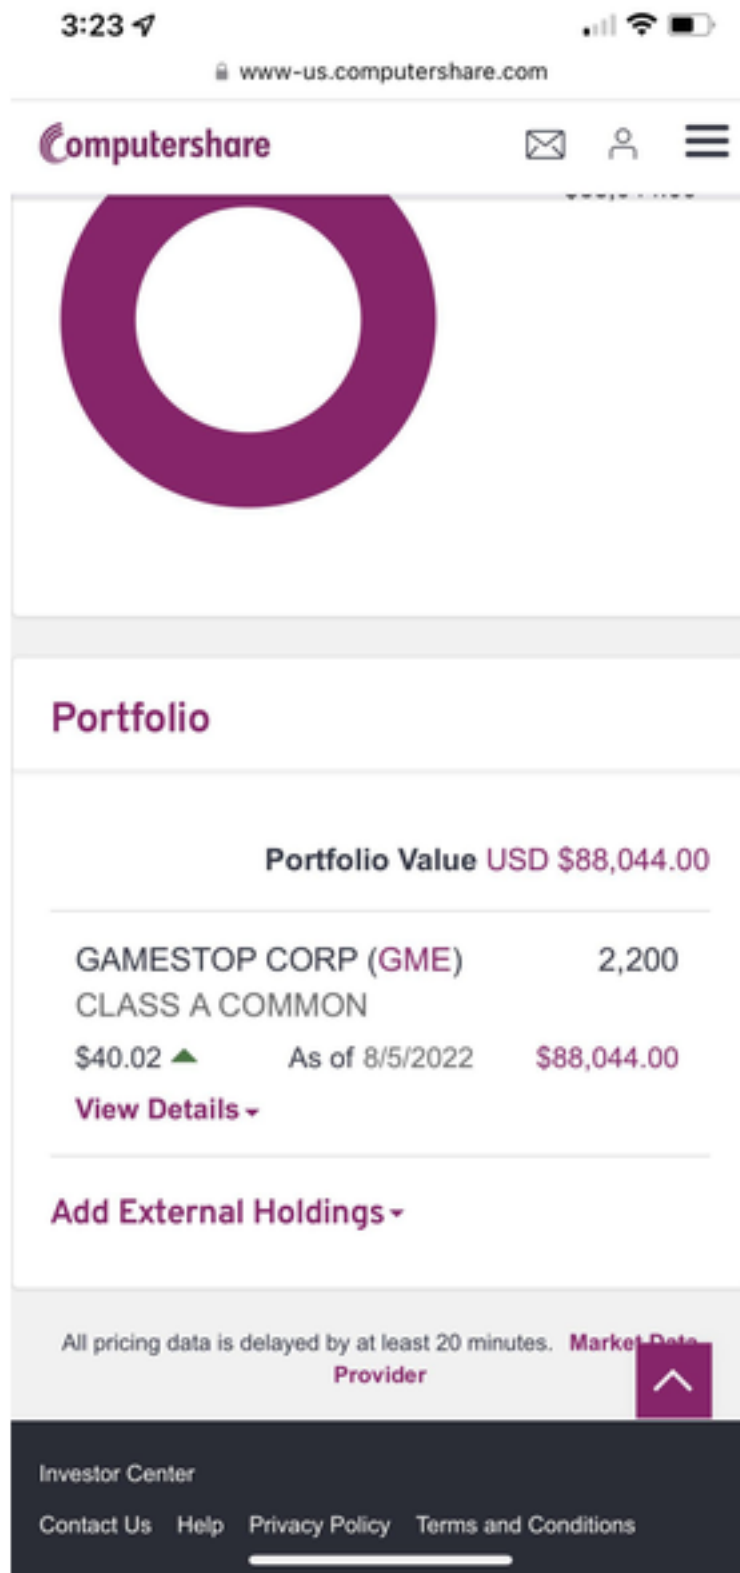 3:23
www-us.computershare.com
Computershare
Portfolio
Portfolio Value USD $88,044.00
GAMESTOP CORP (GME) 2,200
CLASS A COMMON
$40.02 As of 8/5/2022 $88,044.00
View Details
Add External Holdings
All pricing data is delayed by at least 20 minutes. Market Data
Provider
Investor Center
Contact Us Help Privacy Policy Terms and Conditions